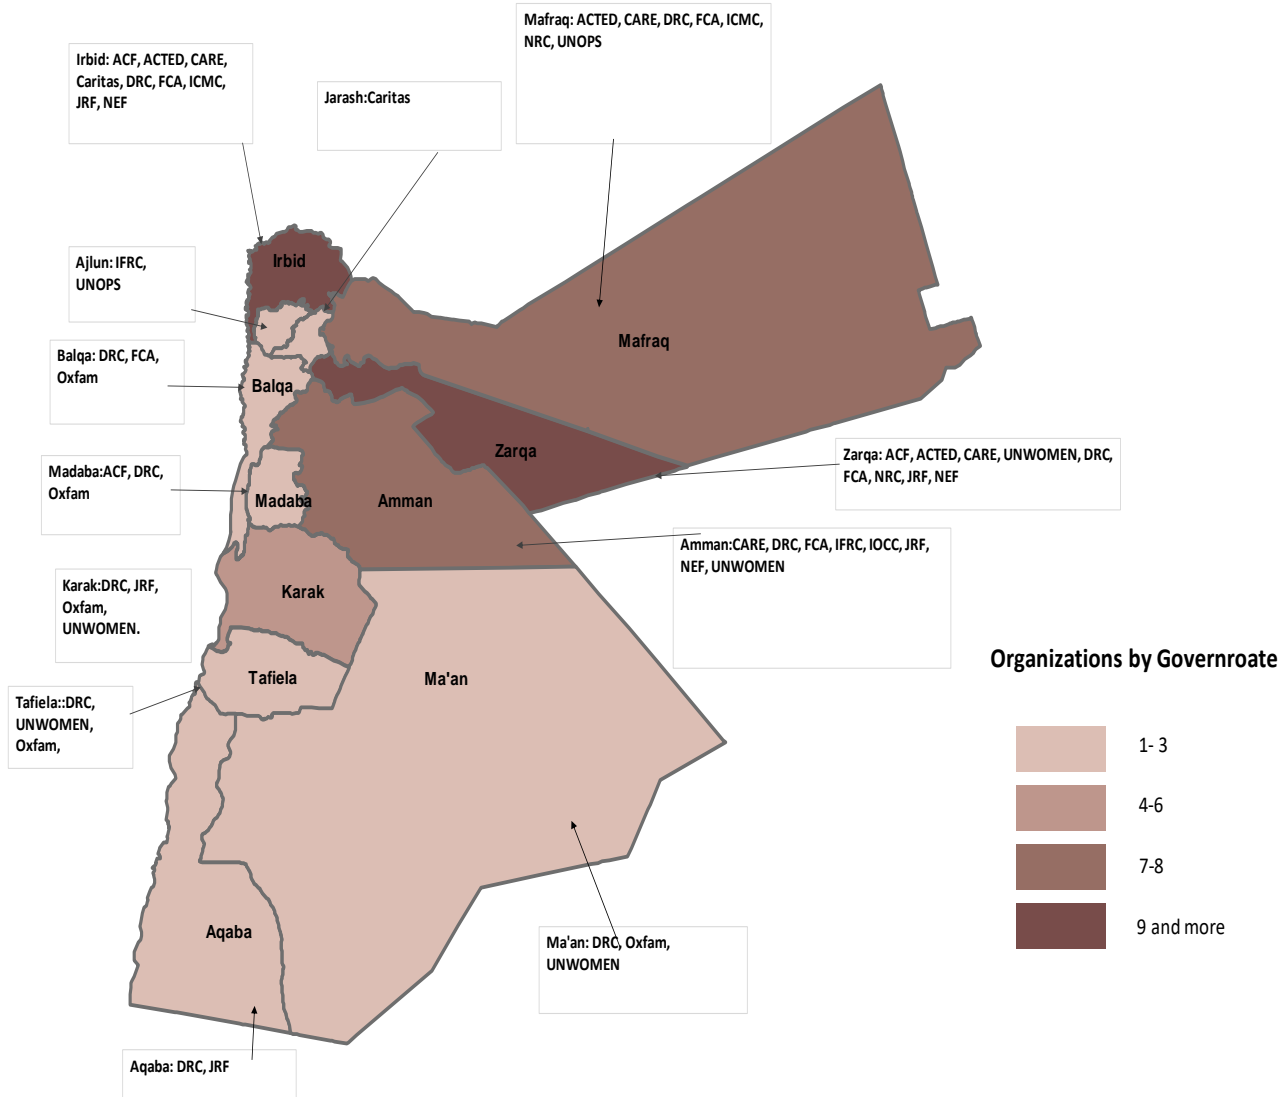 Mafraq: ACTED, CARE, DRC, FCA, ICMC,
NRC, UNOPS
Irbid: ACF, ACTED, CARE,
Caritas, DRC, FCA, ICMC,
JRF, NEF
Jarash:Caritas
Irbid
Ajlun: IFRC,
UNOPS
Mafraq
Balqa: DRC, FCA,
Oxfam
Balqa
Zarqa
Zarqa: ACF, ACTED, CARE, UNWOMEN, DRC,
FCA, NRC, JRF, NEF
Madaba:ACF, DRC,
Oxfam
Madaba
Amman
Amman:CARE, DRC, FCA, IFRC, IOCC, JRF,
NEF, UNWOMEN
Karak:DRC, JRF,
Oxfam,
UNWOMEN.
Karak
Tafiela
Ma'an
Tafiela::DRC,
UNWOMEN,
Oxfam,
Organizations by Governroate
1- 3
4-6
7-8
9 and more
Aqaba
Ma'an: DRC, Oxfam,
UNWOMEN
Aqaba: DRC, JRF